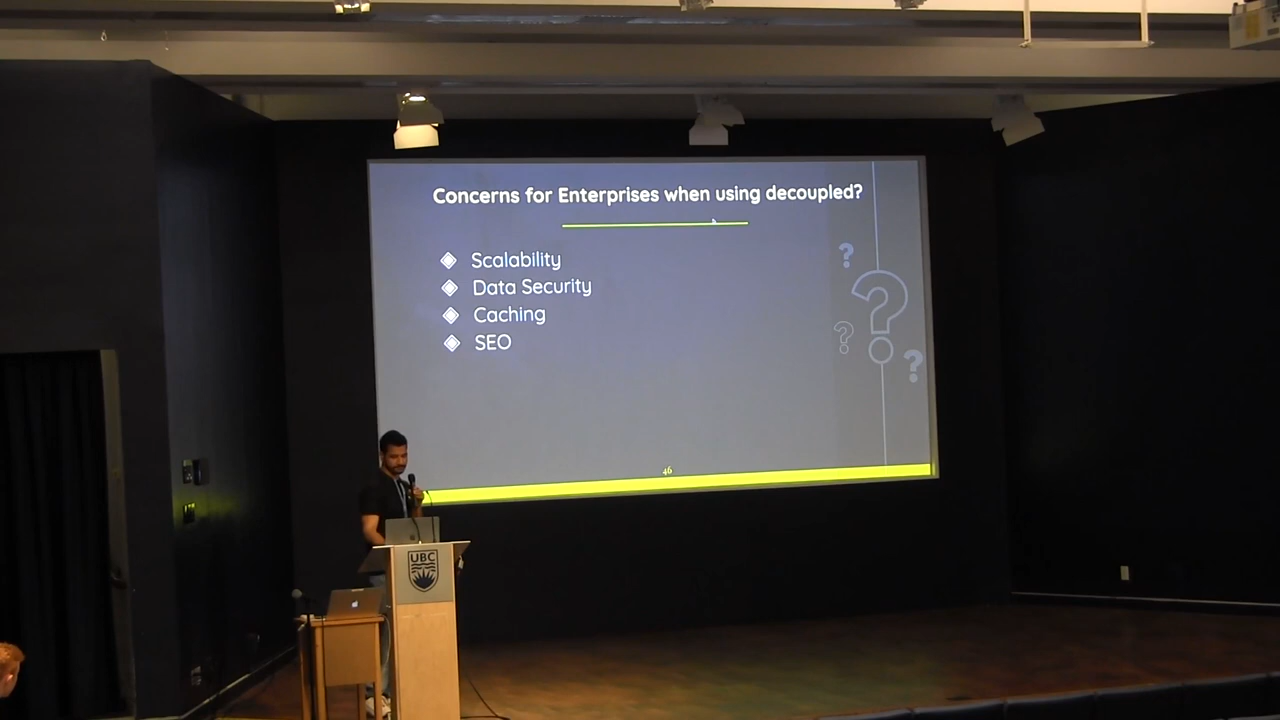 Concerns for Enterprises when using decoupled?
Scalability
Data Security
Caching
SEO
46
UBC